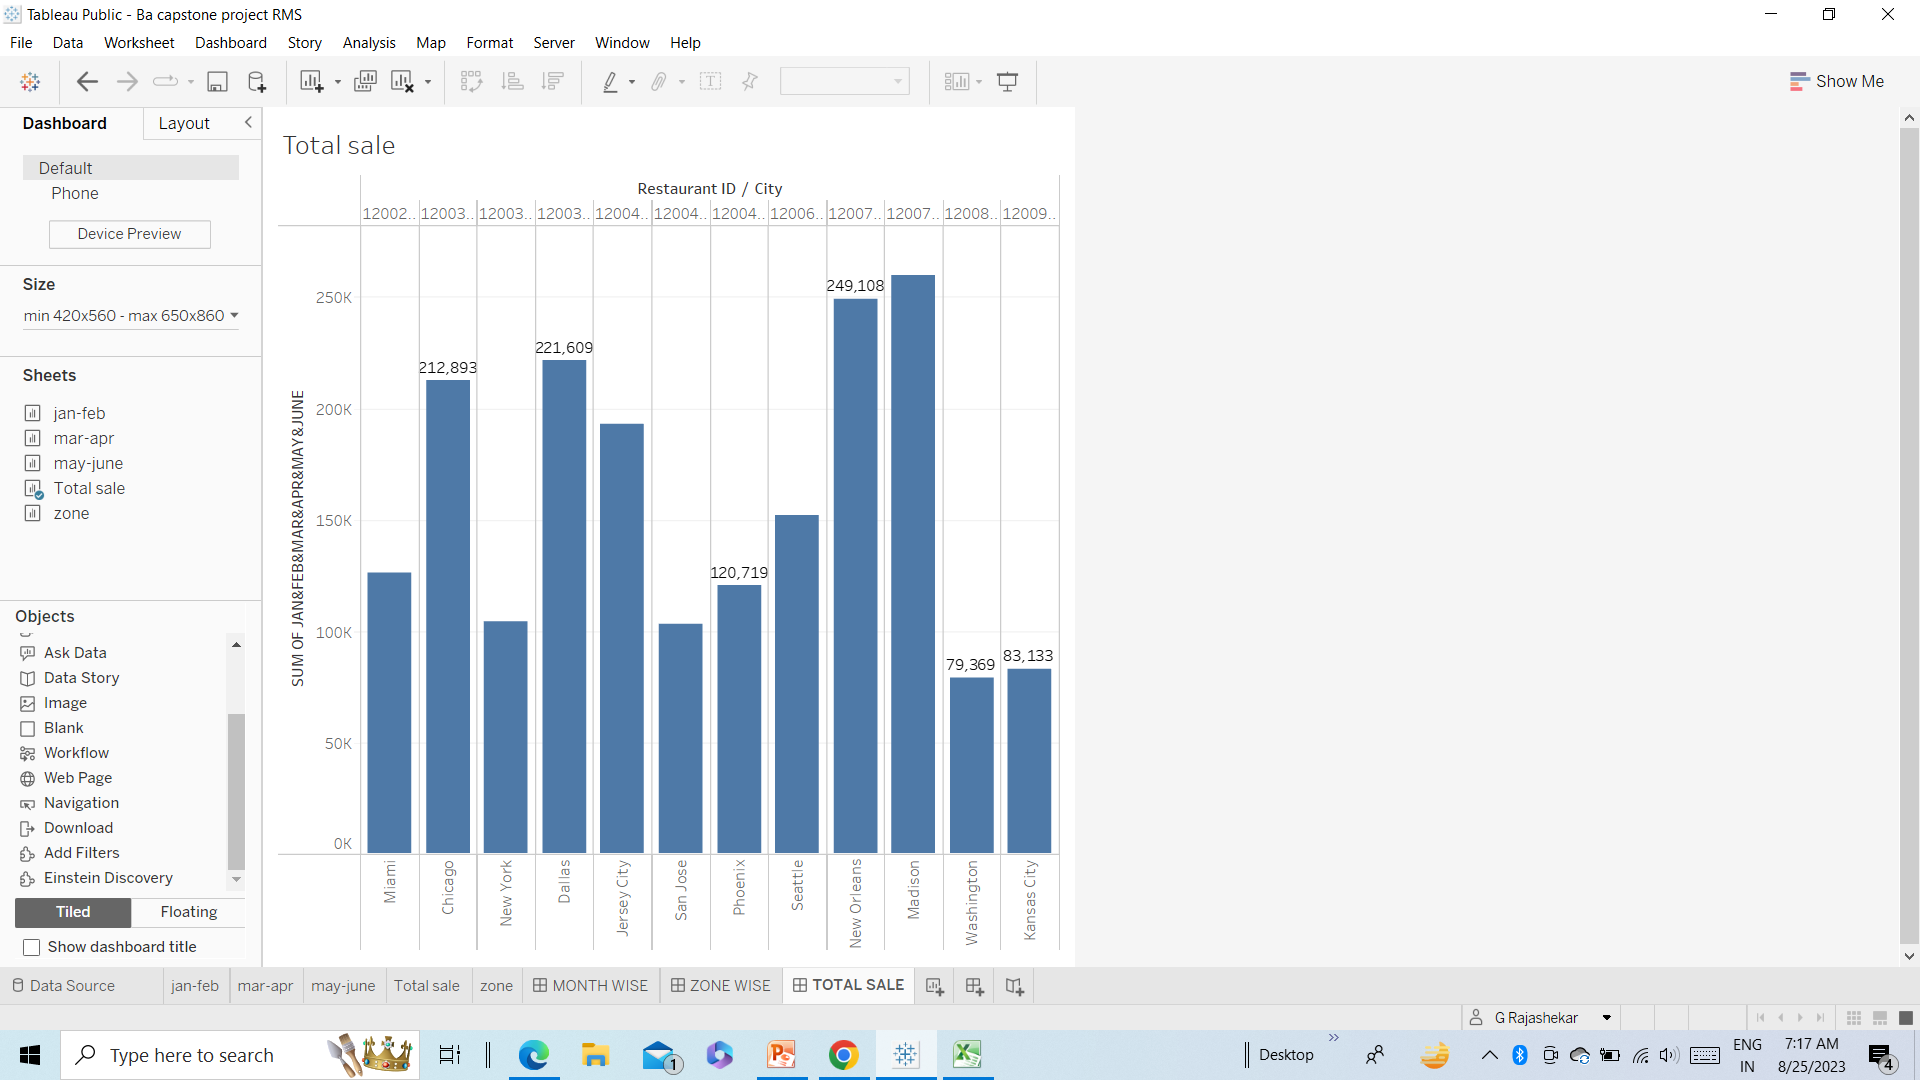 Tableau Public - Ba capstone project RMS
File Data Worksheet Dashboard Story Analysis Map Format Server Window Help
Show Me
Dashboard Layout
Default
Phone
Device Preview
Size
min 420x560 - max 650x860
Sheets
jan-feb
mar-apr
may-june
Total sale
zone
Objects
Ask Data
Data Story
Image
Blank
Workflow
Web Page
Navigation
Download
Add Filters
Einstein Discovery
Tiled Floating
Show dashboard title
Total sale
Restaurant ID / City
12002.. 12003.. 12003.. 12003.. 12004.. 12004.. 12004.. 12006.. 12007.. 12007.. 12008.. 12009..
SUM OF JAN&FEB&MAR&APR&MAY&JUNE
250K
200K
150K
100K
50K
0K
249,108
221,609
212,893
120,719
83,133
79,369
Miami Chicago New York Dallas Jersey City San Jose Phoenix Seattle New Orleans Madison Washington Kansas City
Data Source jan-feb mar-apr may-june Total sale zone MONTH WISE ZONE WISE TOTAL SALE
G Rajashekar
Type here to search
1
Desktop
ENG
IN
7:17 AM
8/25/2023
4